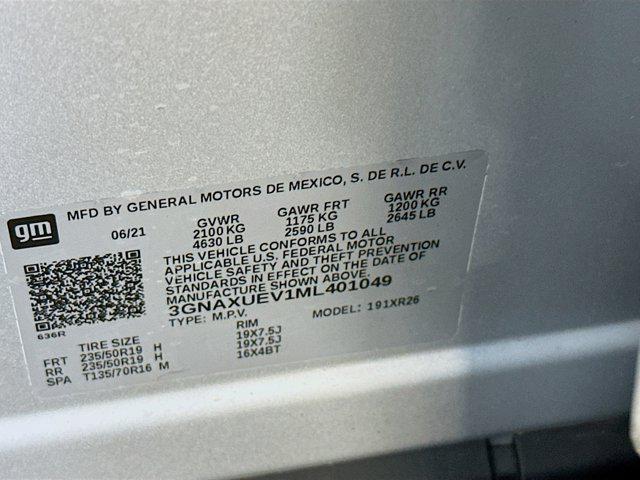 gm
MFD BY GENERAL MOTORS DE MEXICO, S. DE R.L. DE C.V.
06/21 GVWR GAWR FRT GAWR RR
2100 KG 1175 KG 1200 KG
4630 LB 2590 LB 2645 LB
THIS VEHICLE CONFORMS TO ALL
APPLICABLE U.S. FEDERAL MOTOR
VEHICLE SAFETY AND THEFT PREVENTION
STANDARDS IN EFFECT ON THE DATE OF
MANUFACTURE SHOWN ABOVE.
3GNAXUEV1ML401049
TYPE: M.P.V. MODEL: 191XR26
636R
TIRE SIZE RIM
FRT 235/50R19 H 19X7.5J
RR 235/50R19 H 19X7.5J
SPA T135/70R16 M 16X4BT